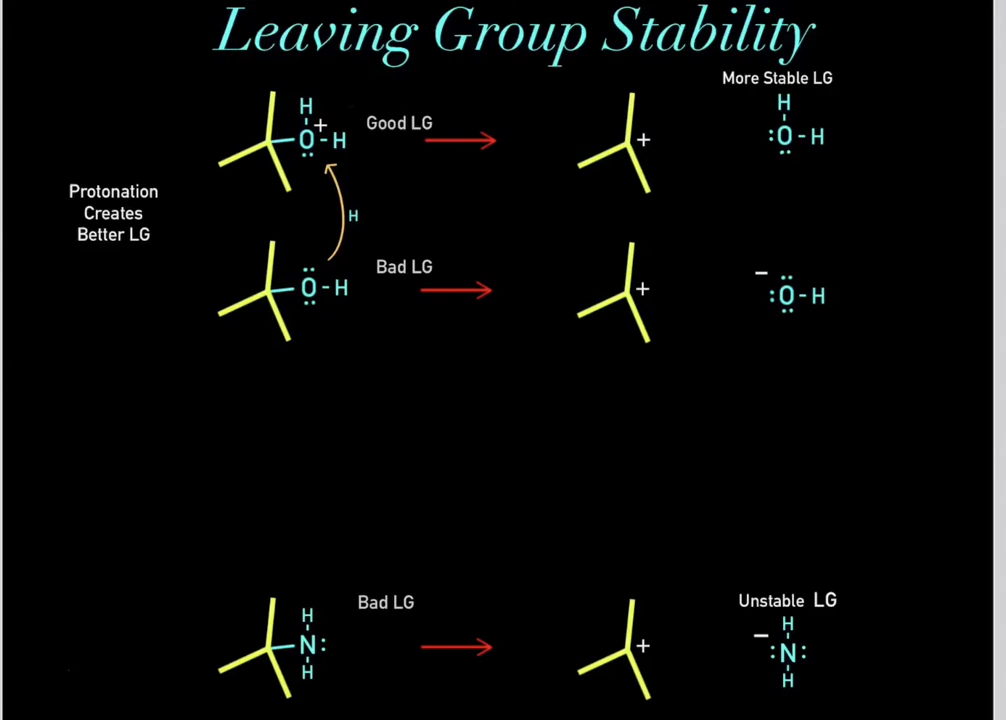 Leaving Group Stability
More Stable LG
H
H
O + - H
Good LG
+
:O - H
Protonation
Creates
Better LG
H
Bad LG
O - H
+
− :O - H
Bad LG
Unstable LG
H
H
N:
+
− :N:
H
H